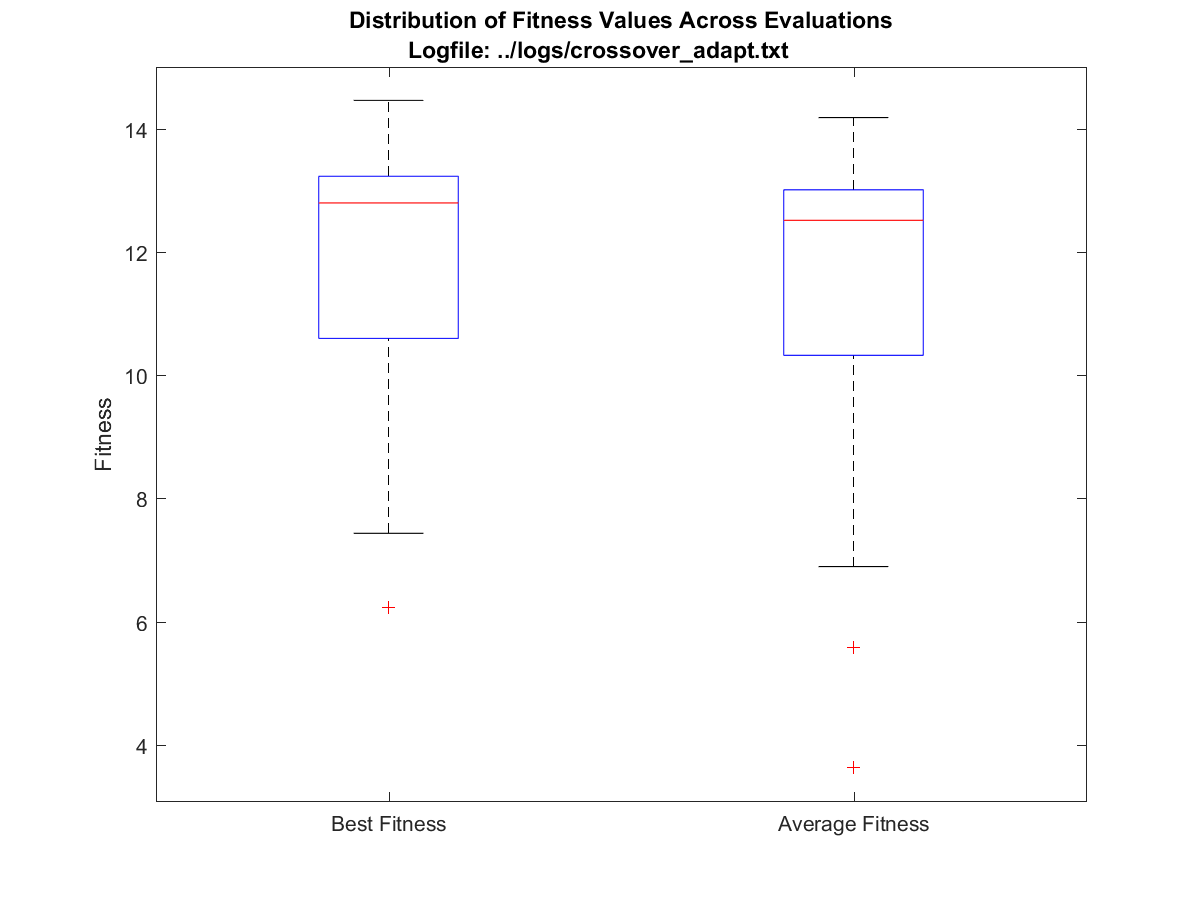 Distribution of Fitness Values Across Evaluations
Logfile: ../logs/crossover_adapt.txt
14
12
10
8
6
4
Fitness
Best Fitness
Average Fitness